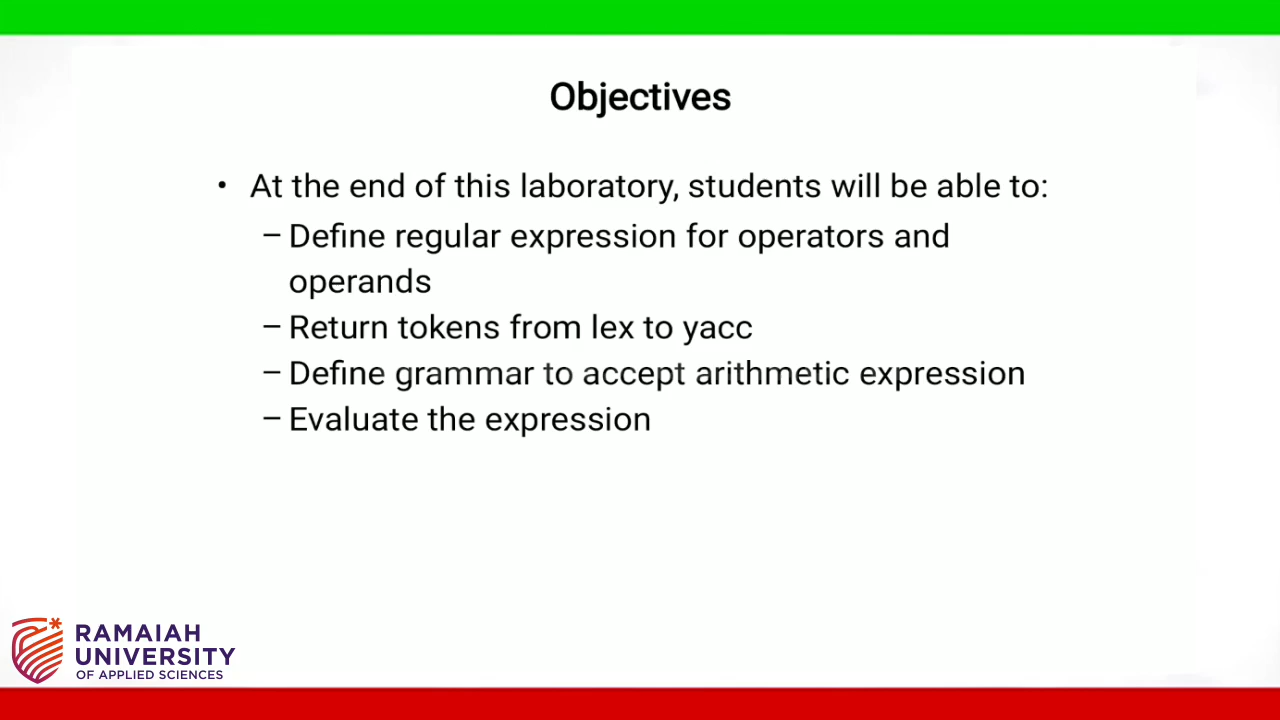 Objectives
• At the end of this laboratory, students will be able to:
– Define regular expression for operators and
operands
– Return tokens from lex to yacc
– Define grammar to accept arithmetic expression
– Evaluate the expression
RAMAIAH
UNIVERSITY
OF APPLIED SCIENCES